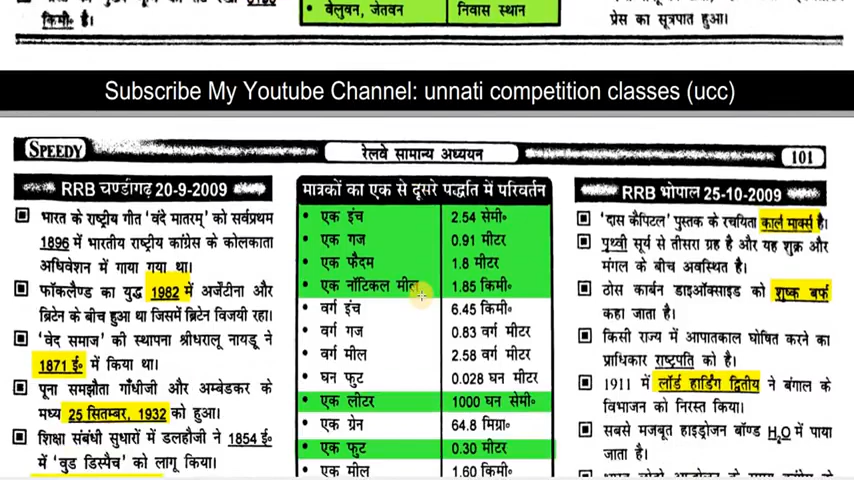 किमी॰ है।
• वेलुवन, जेतवन निवास स्थान
प्रेस का सूत्रपात हुआ।
Subscribe My Youtube Channel: unnati competition classes (ucc)
SPEEDY
रेलवे सामान्य अध्ययन
101
RRB चण्डीगढ़ 20-9-2009
भारत के राष्ट्रीय गीत 'वंदे मातरम्' को सर्वप्रथम
1896 में भारतीय राष्ट्रीय कांग्रेस के कोलकाता
अधिवेशन में गाया गया था।
फॉकलैण्ड का युद्ध 1982 में अर्जेंटीना और
ब्रिटेन के बीच हुआ था जिसमें ब्रिटेन विजयी रहा।
'वेद समाज' की स्थापना श्रीधरालू नायडू ने
1871 ई॰ में किया था।
पूना समझौता गाँधीजी और अम्बेडकर के
मध्य 25 सितम्बर, 1932 को हुआ।
शिक्षा संबंधी सुधारों में डलहौजी ने 1854 ई॰
में 'वुड डिस्पैच' को लागू किया।
मात्रकों का एक से दूसरे पद्धति में परिवर्तन
• एक इंच 2.54 सेमी॰
• एक गज 0.91 मीटर
• एक फैदम 1.8 मीटर
• एक नॉटिकल मील 1.85 किमी॰
• वर्ग इंच 6.45 किमी॰
• वर्ग गज 0.83 वर्ग मीटर
• वर्ग मील 2.58 वर्ग मीटर
• घन फुट 0.028 घन मीटर
• एक लीटर 1000 घन सेमी॰
• एक ग्रेन 64.8 मिग्रा॰
• एक फुट 0.30 मीटर
• एक मील 1.60 किमी॰
RRB भोपाल 25-10-2009
'दास कैपिटल' पुस्तक के रचयिता कार्ल मार्क्स है।
पृथ्वी सूर्य से तीसरा ग्रह है और यह शुक्र और
मंगल के बीच अवस्थित है।
ठोस कार्बन डाइऑक्साइड को शुष्क बर्फ
कहा जाता है।
किसी राज्य में आपातकाल घोषित करने का
प्राधिकार राष्ट्रपति को है।
1911 में लॉर्ड हार्डिंग द्वितीय ने बंगाल के
विभाजन को निरस्त किया।
सबसे मजबूत हाइड्रोजन बॉण्ड H₂O में पाया
जाता है।